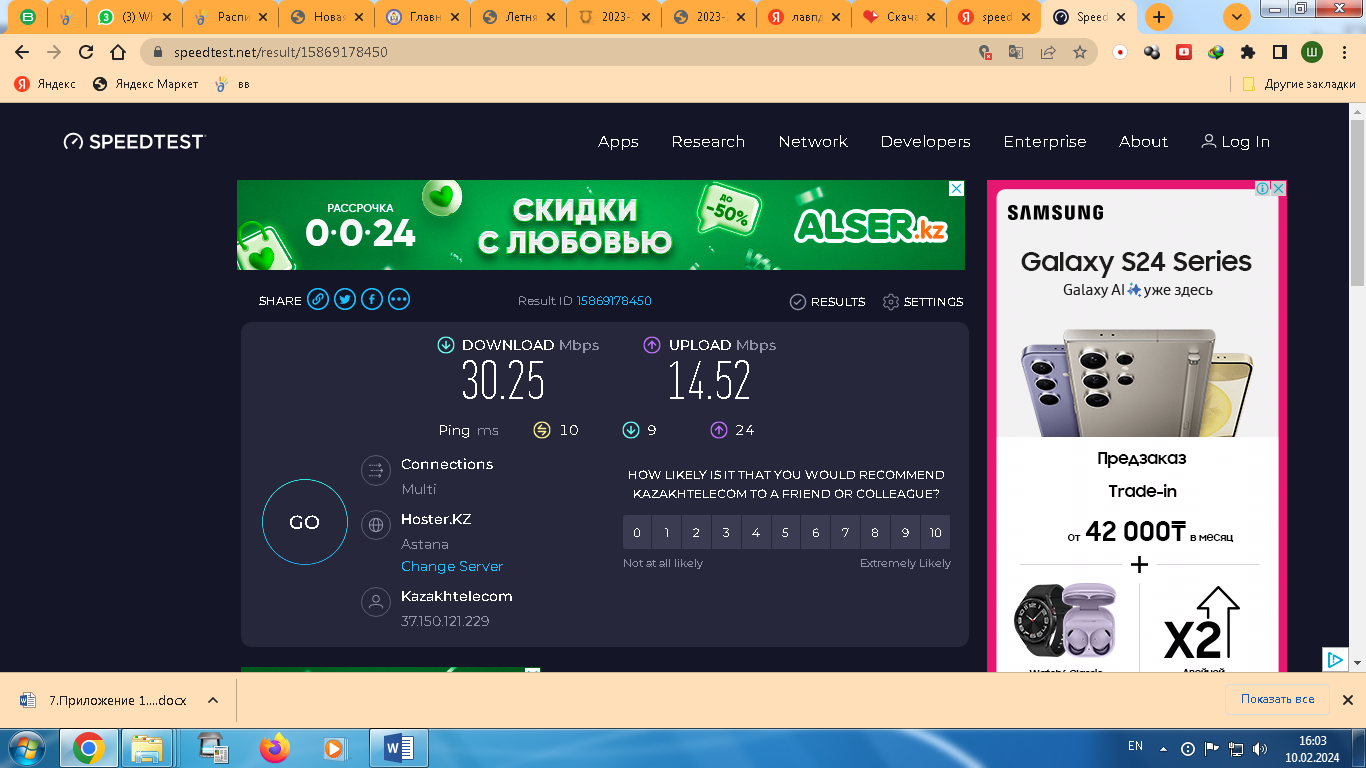 (3) Wh
Распи
Новая
Главн
Летня
2023-
2023-
лавпд
Скача
speed
Speed
speedtest.net/result/15869178450
Ш
Яндекс
Яндекс Маркет
вв
Другие закладки
SPEEDTEST
Apps
Research
Network
Developers
Enterprise
About
Log In
РАССРОЧКА
0·0·24
СКИДКИ
С ЛЮБОВЬЮ
ДО
-50%
ALSER.kz
SHARE
Result ID 15869178450
RESULTS
SETTINGS
DOWNLOAD Mbps
30.25
UPLOAD Mbps
14.52
Ping ms
10
9
24
GO
Connections
Multi
Hoster.KZ
Astana
Change Server
Kazakhtelecom
37.150.121.229
HOW LIKELY IS IT THAT YOU WOULD RECOMMEND
KAZAKHTELECOM TO A FRIEND OR COLLEAGUE?
0 1 2 3 4 5 6 7 8 9 10
Not at all likely
Extremely Likely
SAMSUNG
Galaxy S24 Series
Galaxy AI уже здесь
Предзаказ
Trade-in
от 42 000₸ в месяц
+
X2
Watch6 Classic
Двойной
7.Приложение 1....docx
Показать все
EN
16:03
10.02.2024